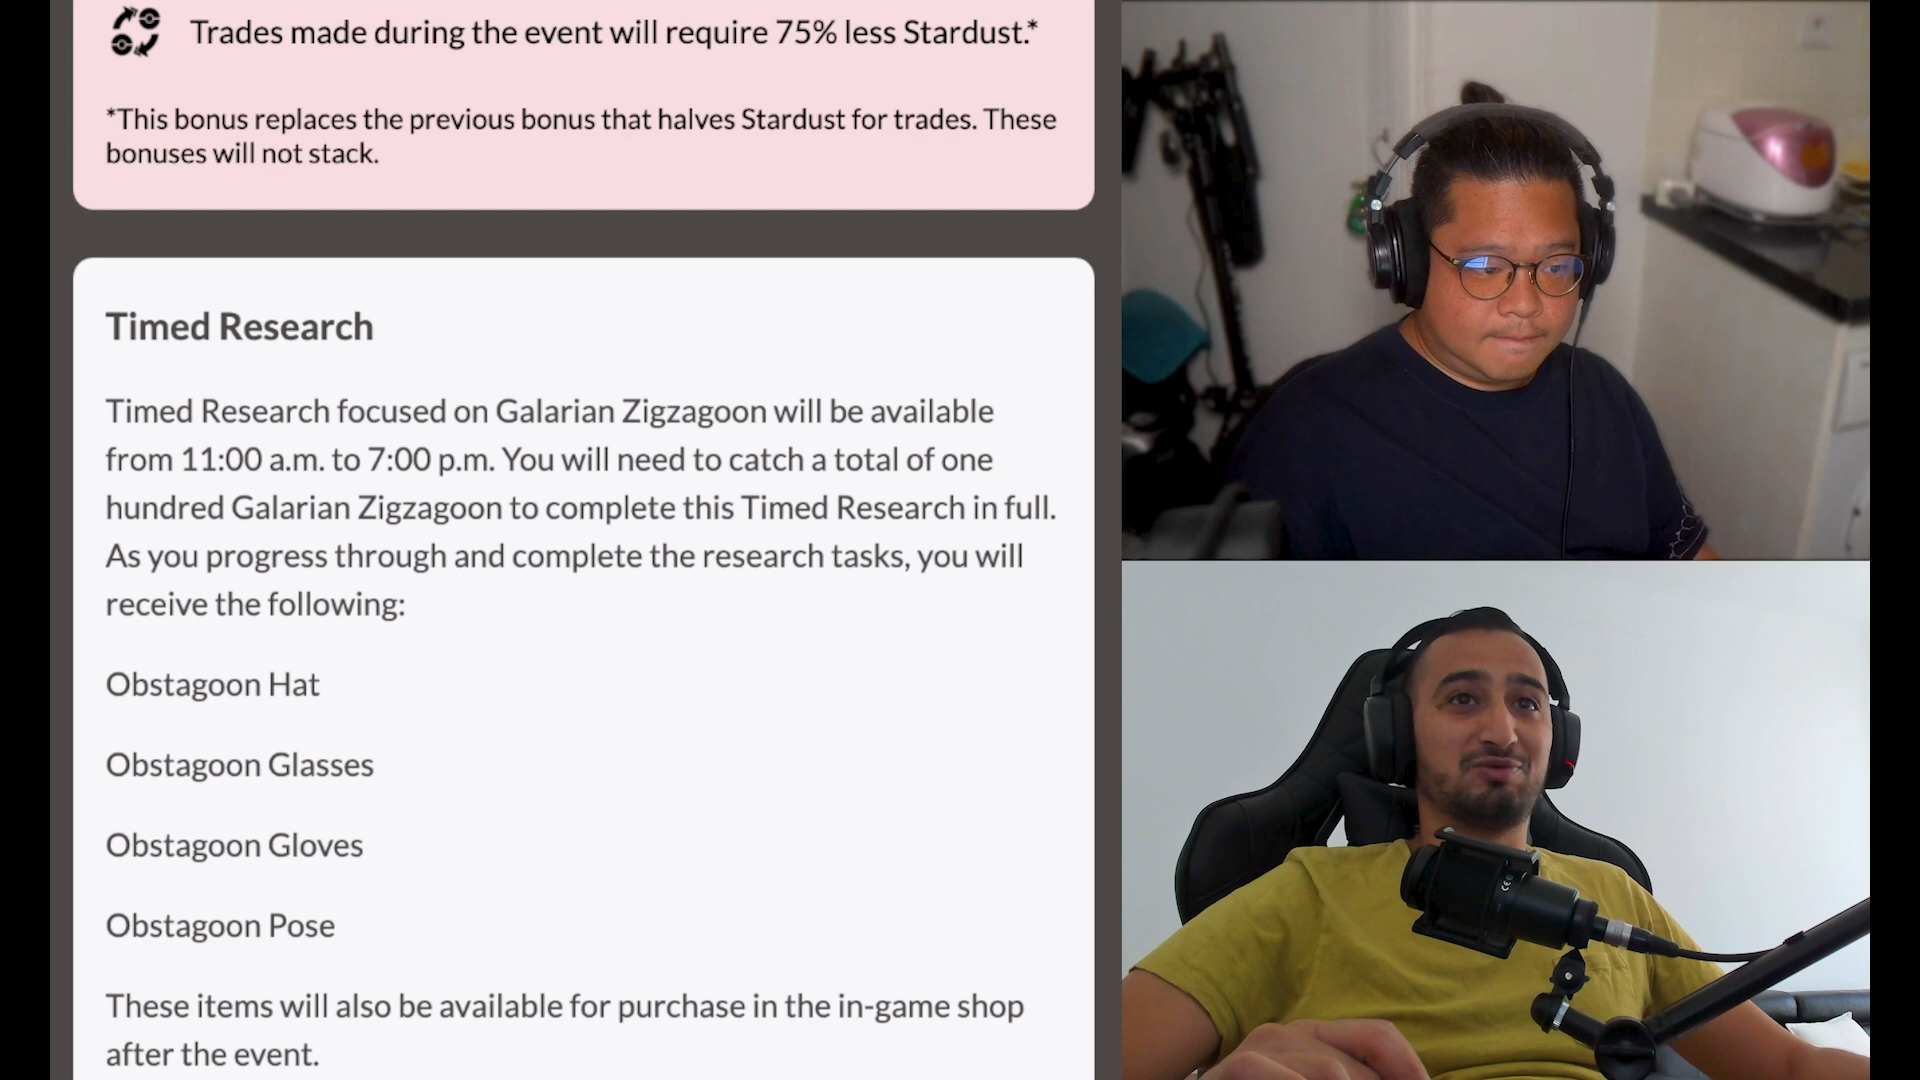 Trades made during the event will require 75% less Stardust.*
*This bonus replaces the previous bonus that halves Stardust for trades. These
bonuses will not stack.
Timed Research
Timed Research focused on Galarian Zigzagoon will be available
from 11:00 a.m. to 7:00 p.m. You will need to catch a total of one
hundred Galarian Zigzagoon to complete this Timed Research in full.
As you progress through and complete the research tasks, you will
receive the following:
Obstagoon Hat
Obstagoon Glasses
Obstagoon Gloves
Obstagoon Pose
These items will also be available for purchase in the in-game shop
after the event.